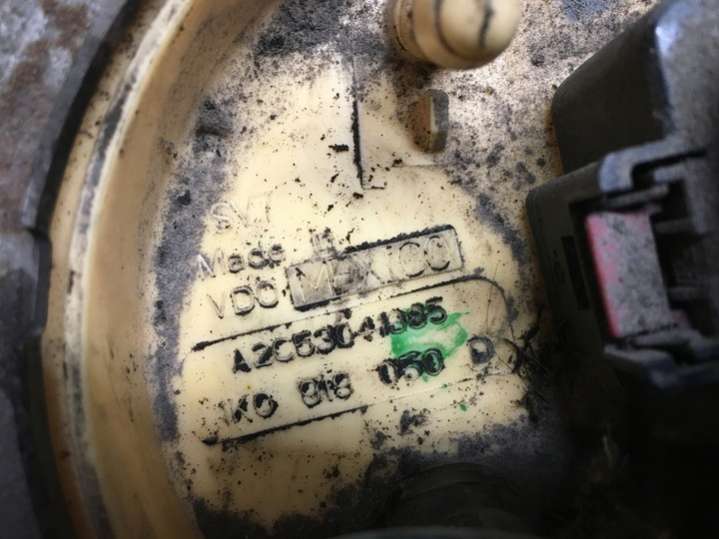 Made in
VDO MEXICO
A2C53041385
1K0 919 050 D